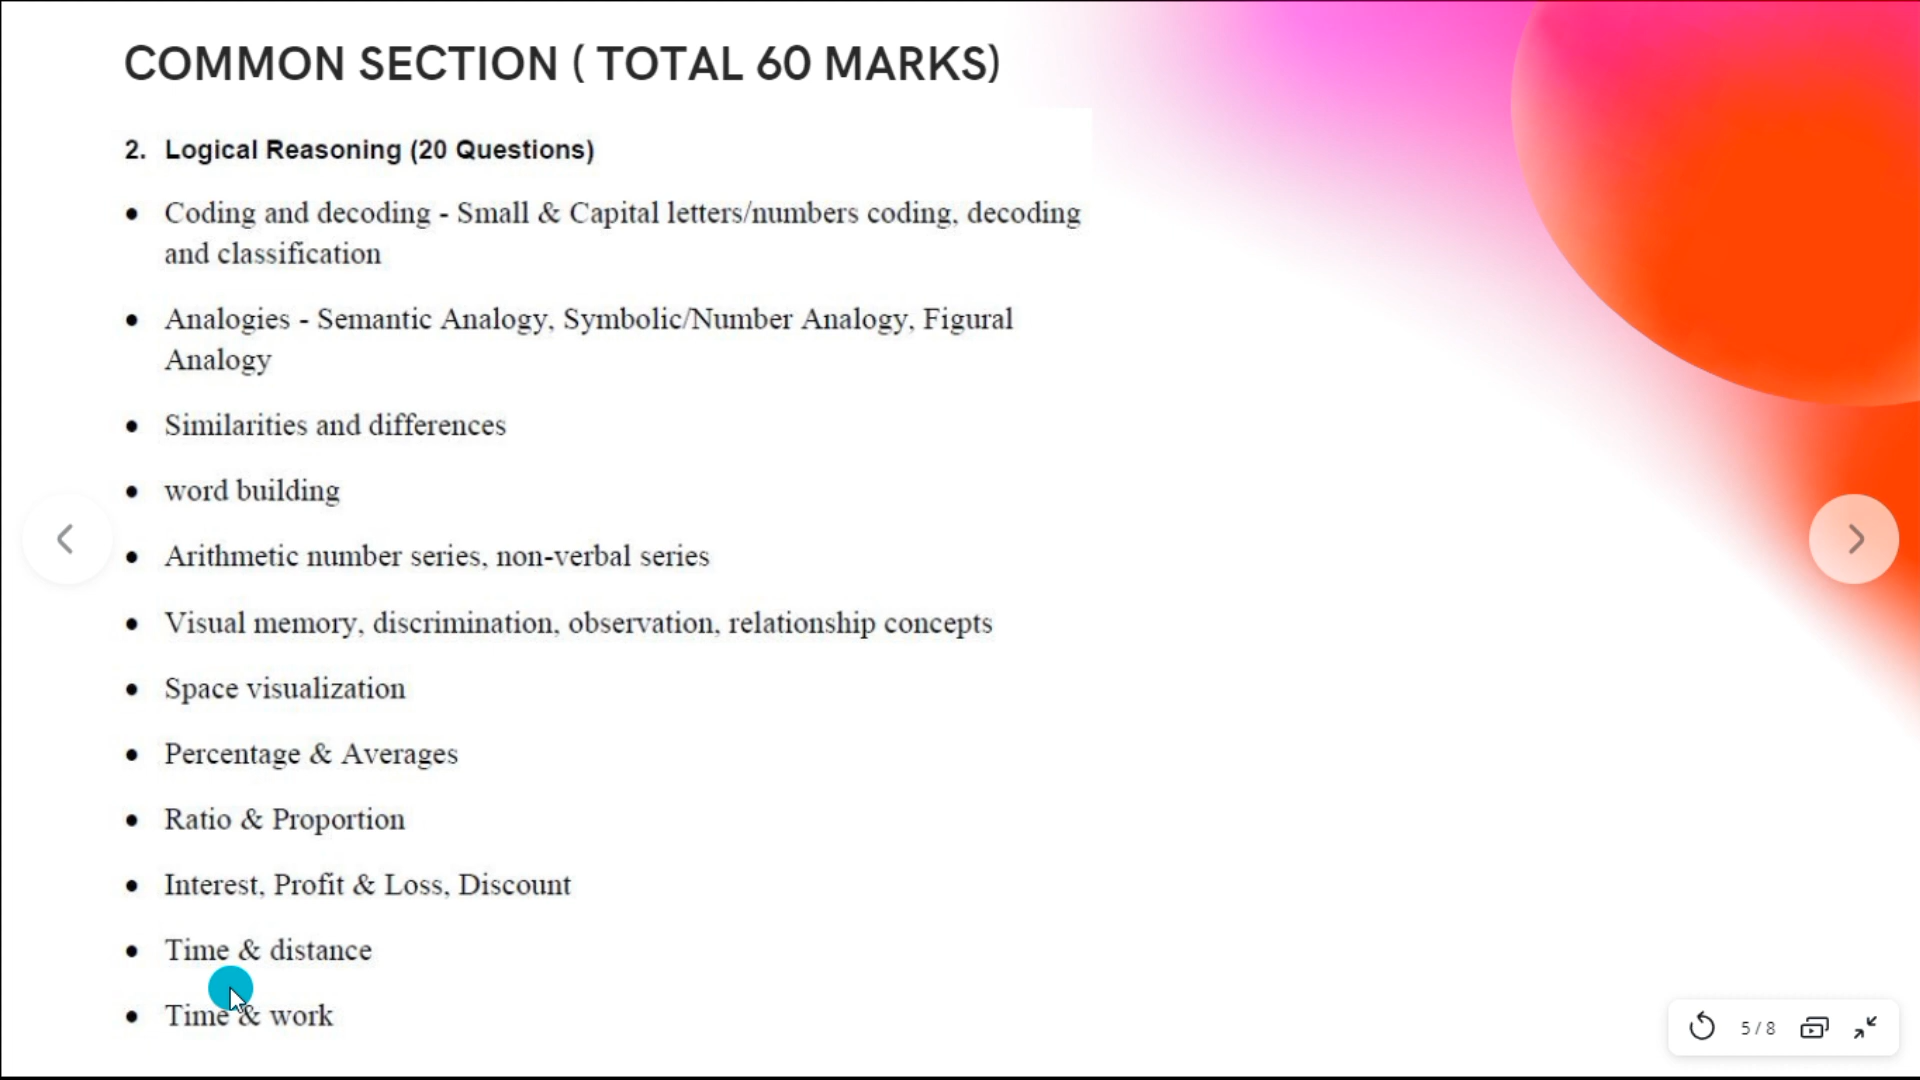 COMMON SECTION ( TOTAL 60 MARKS)
2. Logical Reasoning (20 Questions)
• Coding and decoding - Small & Capital letters/numbers coding, decoding
and classification
• Analogies - Semantic Analogy, Symbolic/Number Analogy, Figural
Analogy
• Similarities and differences
• word building
• Arithmetic number series, non-verbal series
• Visual memory, discrimination, observation, relationship concepts
• Space visualization
• Percentage & Averages
• Ratio & Proportion
• Interest, Profit & Loss, Discount
• Time & distance
• Time & work
5 / 8